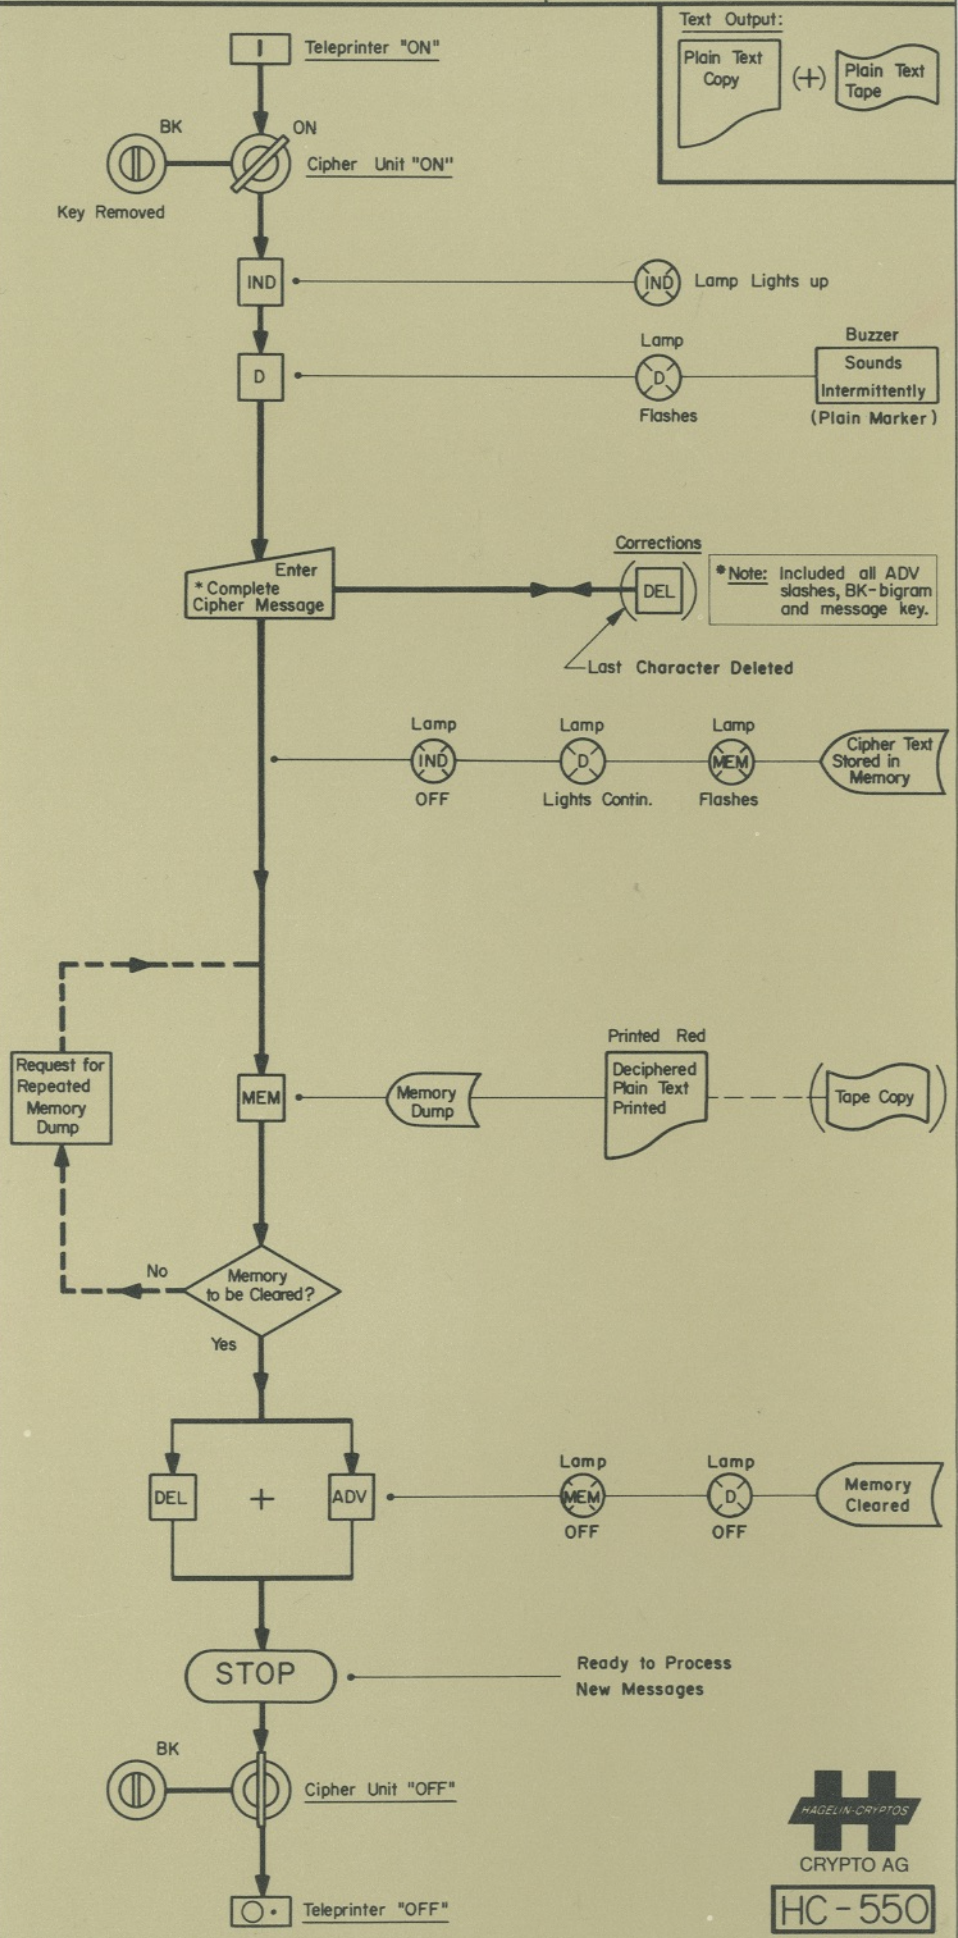 Text Output:
Plain Text
Copy
(+)
Plain Text
Tape
I
Teleprinter "ON"
BK
ON
Cipher Unit "ON"
Key Removed
IND
IND
Lamp Lights up
D
Lamp
D
Flashes
Buzzer
Sounds
Intermittently
(Plain Marker)
Enter
* Complete
Cipher Message
Corrections
(DEL)
Last Character Deleted
* Note: Included all ADV
slashes, BK-bigram
and message key.
Lamp
IND
OFF
Lamp
D
Lights Contin.
Lamp
MEM
Flashes
Cipher Text
Stored in
Memory
Request for
Repeated
Memory
Dump
MEM
Memory
Dump
Printed Red
Deciphered
Plain Text
Printed
(Tape Copy)
No
Memory
to be Cleared?
Yes
DEL
+
ADV
Lamp
MEM
OFF
Lamp
D
OFF
Memory
Cleared
STOP
Ready to Process
New Messages
BK
Cipher Unit "OFF"
Teleprinter "OFF"
HAGELIN-CRYPTOS
CRYPTO AG
HC-550